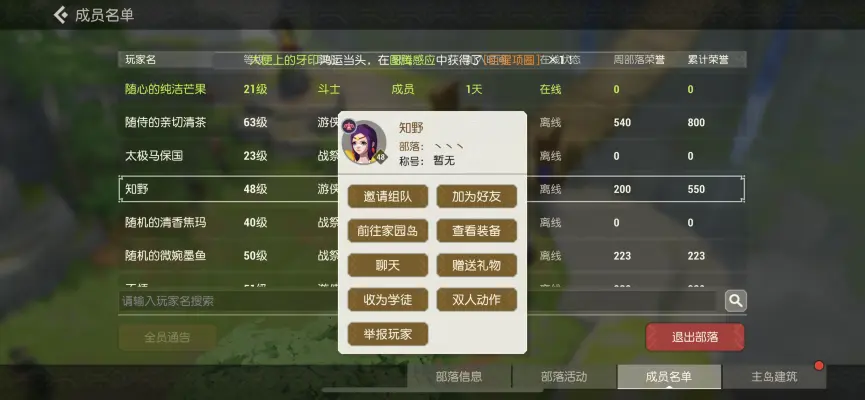 成员名单
玩家名
大便上的牙印鸿运当头，在图腾感应中获得了
周部落荣誉 累计荣誉
随心的纯洁芒果 21级 斗士 成员 1天 在线 0 0
随侍的亲切清茶 63级 游侠 离线 540 800
太极马保国 23级 战祭 离线 0 0
知野 48级 游侠 离线 200 550
随机的清香焦玛 40级 战祭 离线 0 0
随机的微婉墨鱼 50级 战祭 离线 223 223
知野
48
部落：丶丶丶
称号：暂无
邀请组队 加为好友
前往家园岛 查看装备
聊天 赠送礼物
收为学徒 双人动作
举报玩家
请输入玩家名搜索
全员通告 退出部落
部落信息 部落活动 成员名单 主岛建筑